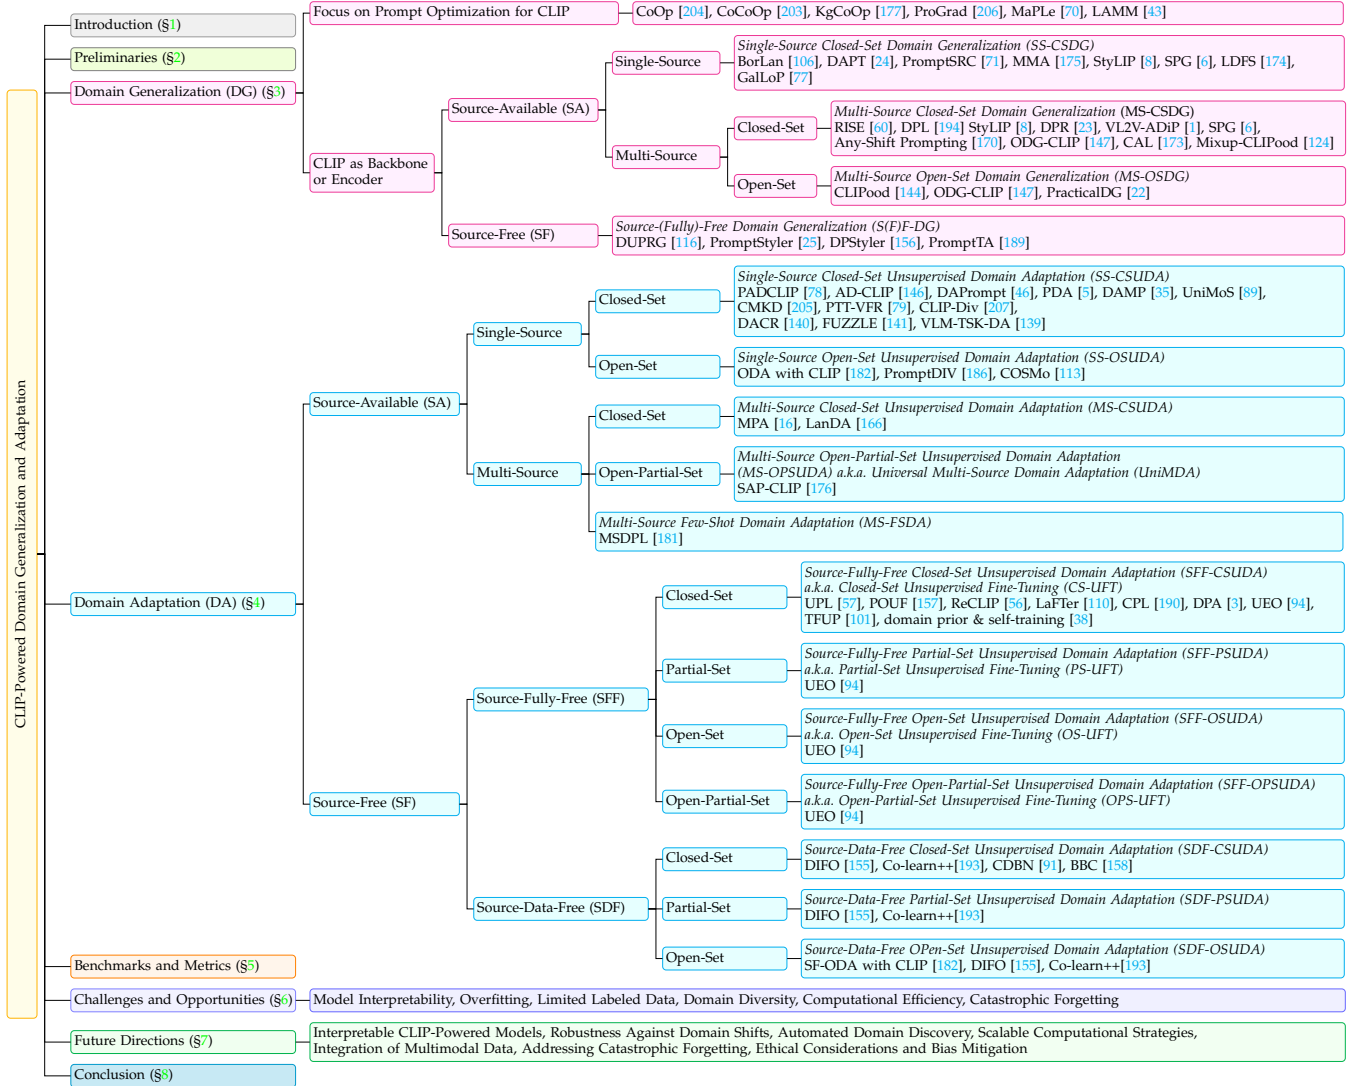 CLIP-Powered Domain Generalization and Adaptation
Introduction (§1)
Preliminaries (§2)
Domain Generalization (DG) (§3)
Focus on Prompt Optimization for CLIP
CoOp [204], CoCoOp [203], KgCoOp [177], ProGrad [206], MaPLe [70], LAMM [43]
CLIP as Backbone
or Encoder
Source-Available (SA)
Single-Source
Single-Source Closed-Set Domain Generalization (SS-CSDG)
BorLan [106], DAPT [24], PromptSRC [71], MMA [175], StyLIP [8], SPG [6], LDFS [174],
GalLoP [77]
Multi-Source
Closed-Set
Multi-Source Closed-Set Domain Generalization (MS-CSDG)
RISE [60], DPL [194] StyLIP [8], DPR [23], VL2V-ADiP [1], SPG [6],
Any-Shift Prompting [170], ODG-CLIP [147], CAL [173], Mixup-CLIPood [124]
Open-Set
Multi-Source Open-Set Domain Generalization (MS-OSDG)
CLIPood [144], ODG-CLIP [147], PracticalDG [22]
Source-Free (SF)
Source-(Fully)-Free Domain Generalization (S(F)F-DG)
DUPRG [116], PromptStyler [25], DPStyler [156], PromptTA [189]
Domain Adaptation (DA) (§4)
Source-Available (SA)
Single-Source
Closed-Set
Single-Source Closed-Set Unsupervised Domain Adaptation (SS-CSUDA)
PADCLIP [78], AD-CLIP [146], DAPrompt [46], PDA [5], DAMP [35], UniMoS [89],
CMKD [205], PTT-VFR [79], CLIP-Div [207],
DACR [140], FUZZLE [141], VLM-TSK-DA [139]
Open-Set
Single-Source Open-Set Unsupervised Domain Adaptation (SS-OSUDA)
ODA with CLIP [182], PromptDIV [186], COSMo [113]
Multi-Source
Closed-Set
Multi-Source Closed-Set Unsupervised Domain Adaptation (MS-CSUDA)
MPA [16], LanDA [166]
Open-Partial-Set
Multi-Source Open-Partial-Set Unsupervised Domain Adaptation
(MS-OPSUDA) a.k.a. Universal Multi-Source Domain Adaptation (UniMDA)
SAP-CLIP [176]
Multi-Source Few-Shot Domain Adaptation (MS-FSDA)
MSDPL [181]
Source-Free (SF)
Source-Fully-Free (SFF)
Closed-Set
Source-Fully-Free Closed-Set Unsupervised Domain Adaptation (SFF-CSUDA)
a.k.a. Closed-Set Unsupervised Fine-Tuning (CS-UFT)
UPL [57], POUF [157], ReCLIP [56], LaFTer [110], CPL [190], DPA [3], UEO [94],
TFUP [101], domain prior & self-training [38]
Partial-Set
Source-Fully-Free Partial-Set Unsupervised Domain Adaptation (SFF-PSUDA)
a.k.a. Partial-Set Unsupervised Fine-Tuning (PS-UFT)
UEO [94]
Open-Set
Source-Fully-Free Open-Set Unsupervised Domain Adaptation (SFF-OSUDA)
a.k.a. Open-Set Unsupervised Fine-Tuning (OS-UFT)
UEO [94]
Open-Partial-Set
Source-Fully-Free Open-Partial-Set Unsupervised Domain Adaptation (SFF-OPSUDA)
a.k.a. Open-Partial-Set Unsupervised Fine-Tuning (OPS-UFT)
UEO [94]
Source-Data-Free (SDF)
Closed-Set
Source-Data-Free Closed-Set Unsupervised Domain Adaptation (SDF-CSUDA)
DIFO [155], Co-learn++[193], CDBN [91], BBC [158]
Partial-Set
Source-Data-Free Partial-Set Unsupervised Domain Adaptation (SDF-PSUDA)
DIFO [155], Co-learn++[193]
Open-Set
Source-Data-Free OPen-Set Unsupervised Domain Adaptation (SDF-OSUDA)
SF-ODA with CLIP [182], DIFO [155], Co-learn++[193]
Benchmarks and Metrics (§5)
Challenges and Opportunities (§6)
Model Interpretability, Overfitting, Limited Labeled Data, Domain Diversity, Computational Efficiency, Catastrophic Forgetting
Future Directions (§7)
Interpretable CLIP-Powered Models, Robustness Against Domain Shifts, Automated Domain Discovery, Scalable Computational Strategies,
Integration of Multimodal Data, Addressing Catastrophic Forgetting, Ethical Considerations and Bias Mitigation
Conclusion (§8)